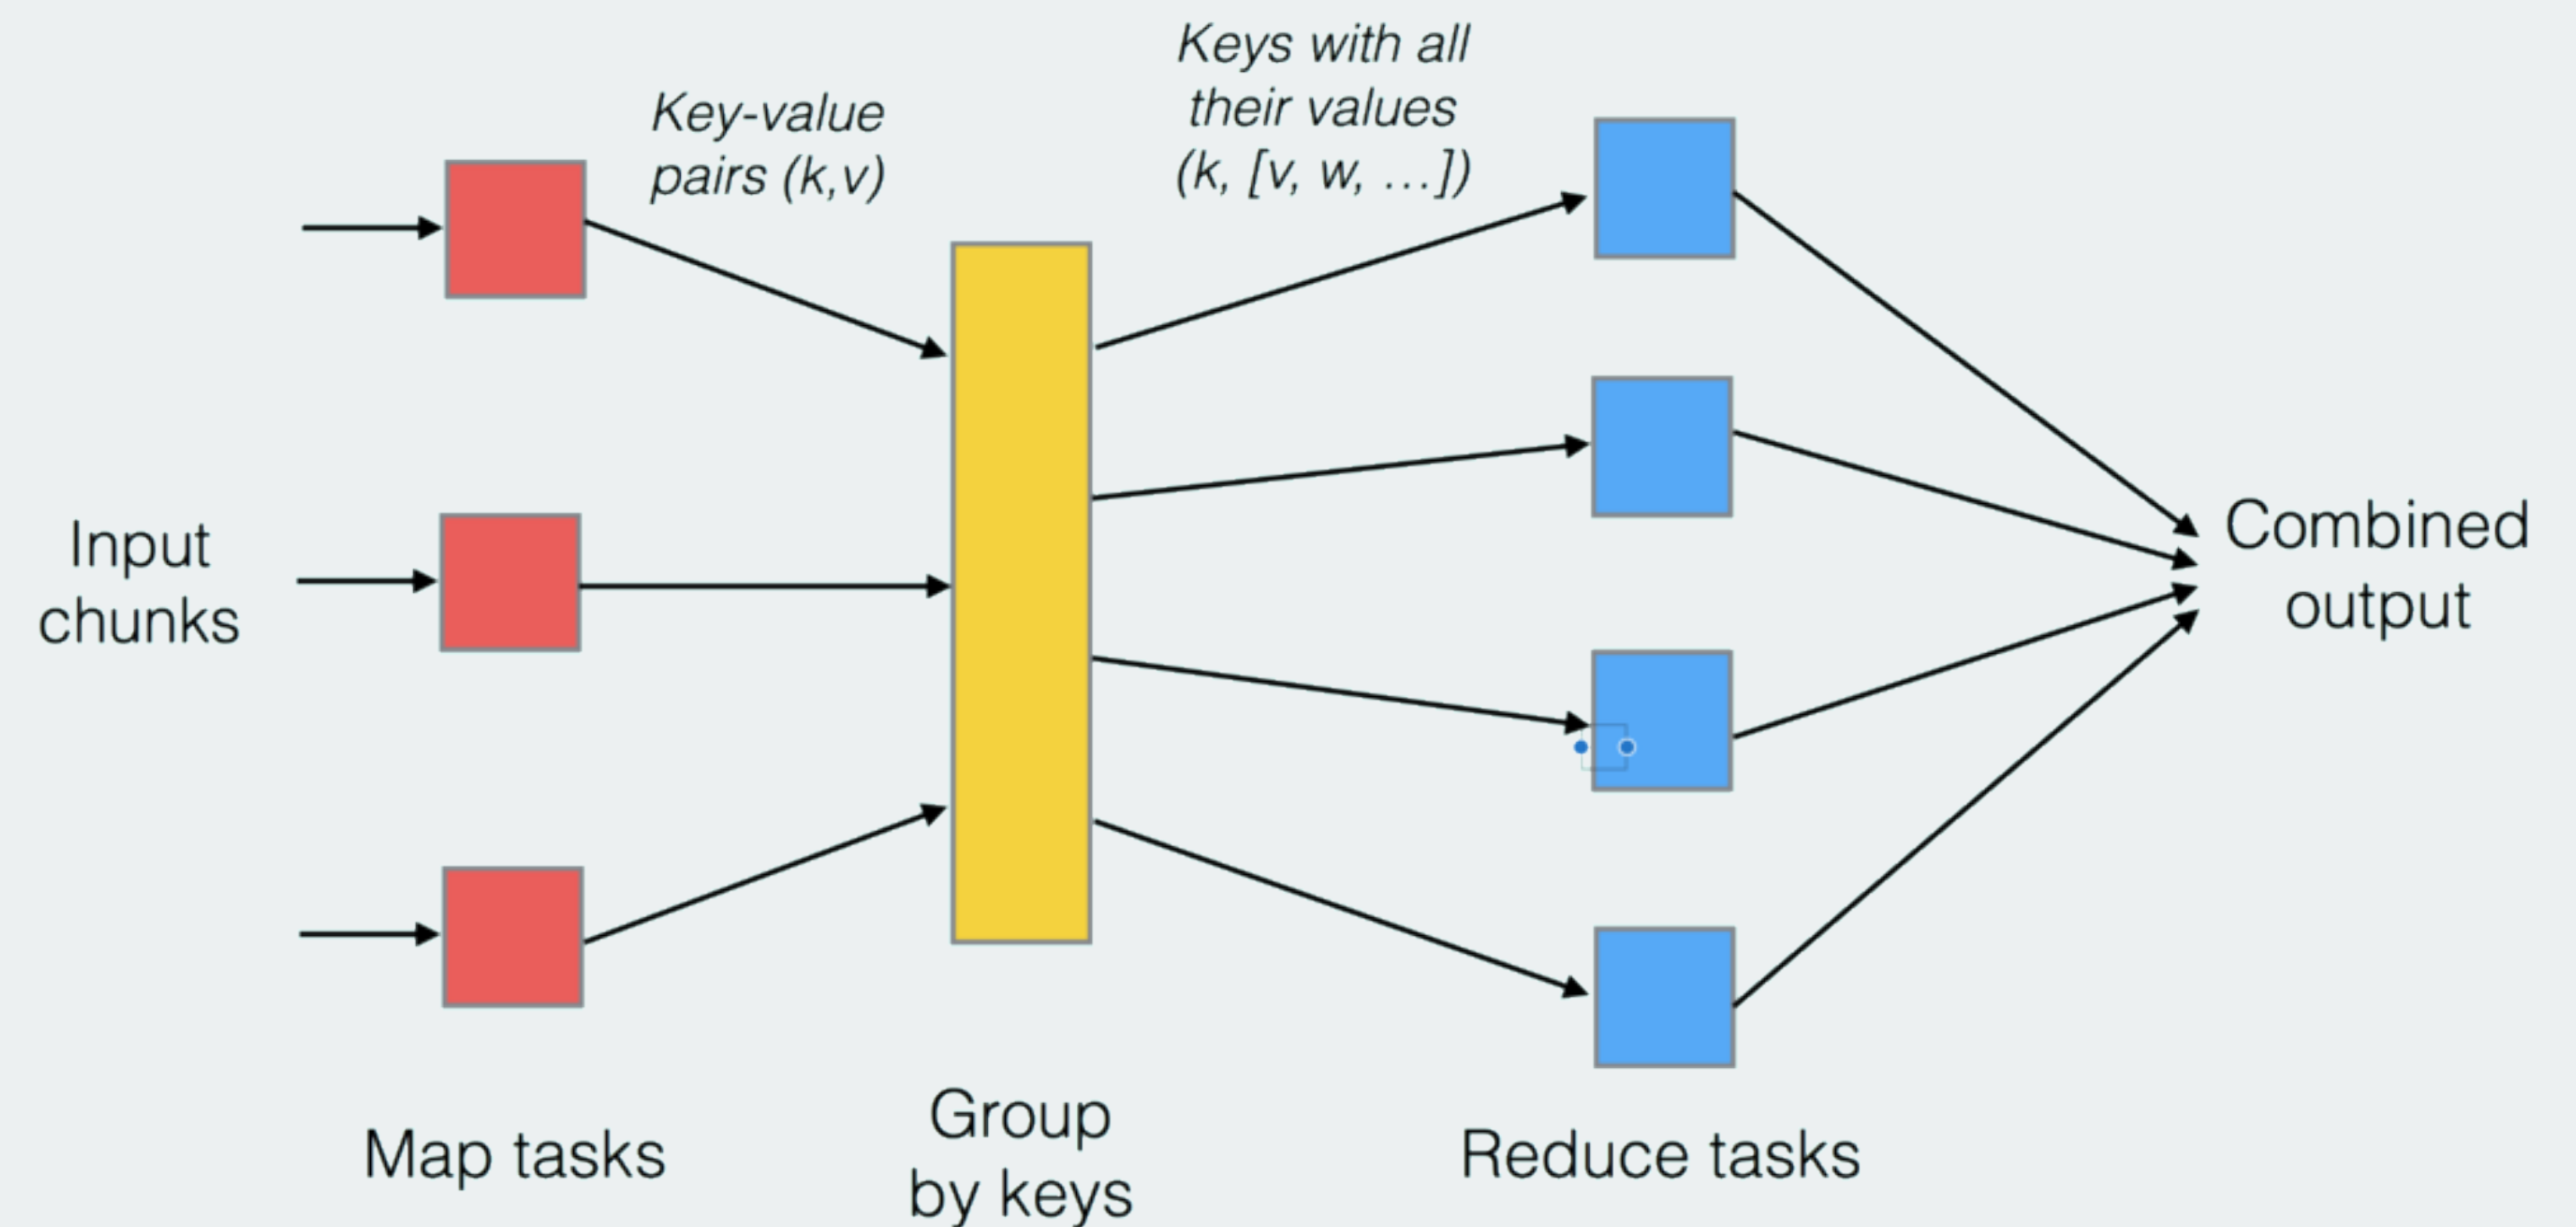 Keys with all
their values
(k, [v, w, ...])
Key-value
pairs (k,v)
Input
chunks
Combined
output
Map tasks
Group
by keys
Reduce tasks